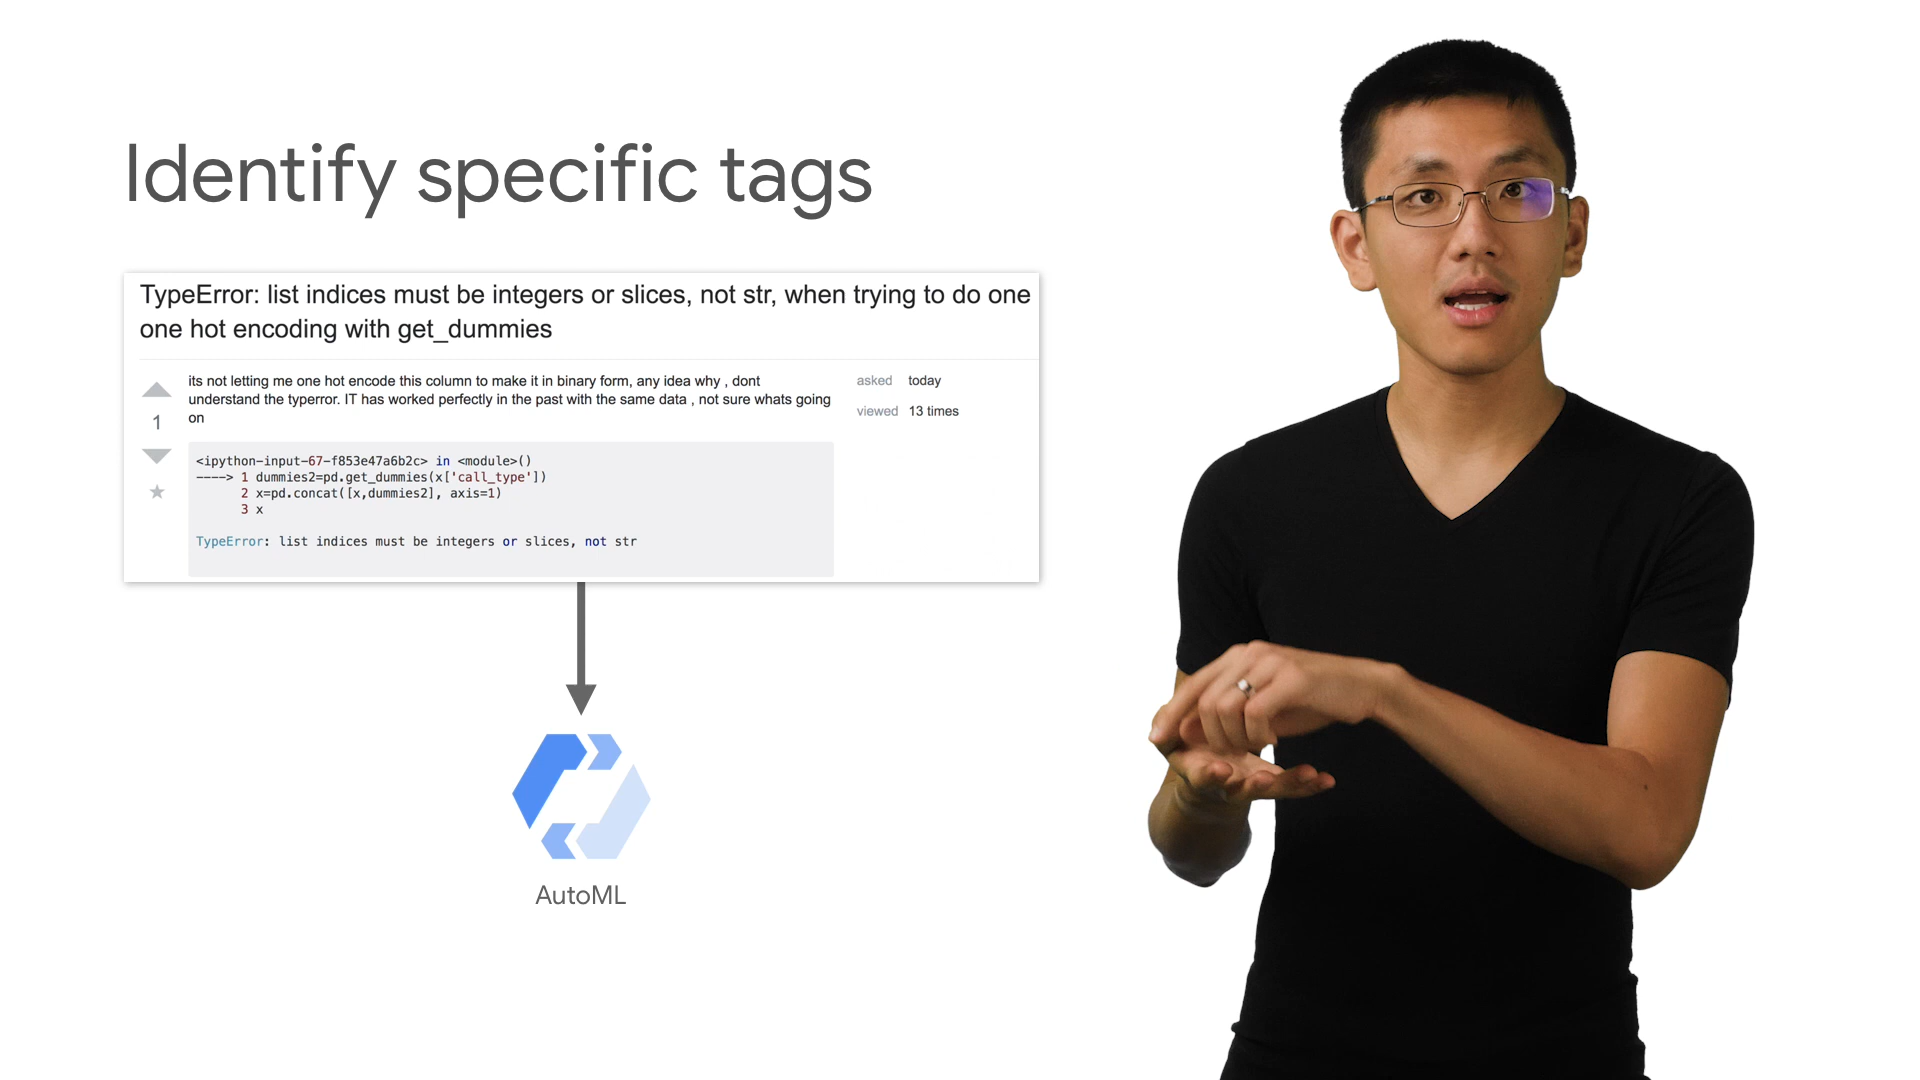 Identify specific tags
TypeError: list indices must be integers or slices, not str, when trying to do one
one hot encoding with get_dummies
its not letting me one hot encode this column to make it in binary form, any idea why , dont
understand the typerror. IT has worked perfectly in the past with the same data , not sure whats going
on
asked today
viewed 13 times
1
<ipython-input-67-f853e47a6b2c> in <module>()
----> 1 dummies2=pd.get_dummies(x['call_type'])
2 x=pd.concat([x,dummies2], axis=1)
3 x
TypeError: list indices must be integers or slices, not str
AutoML